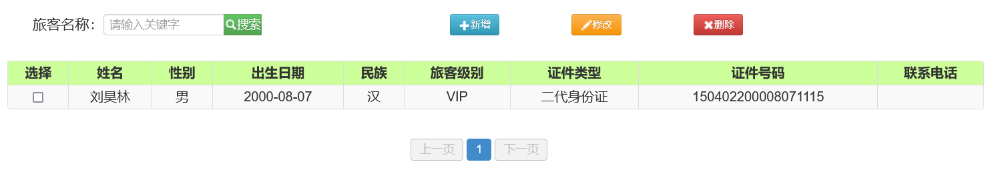 旅客名称： 请输入关键字 搜索 新增 修改 删除
选择 姓名 性别 出生日期 民族 旅客级别 证件类型 证件号码 联系电话
刘昊林 男 2000-08-07 汉 VIP 二代身份证 150402200008071115
上一页 1 下一页